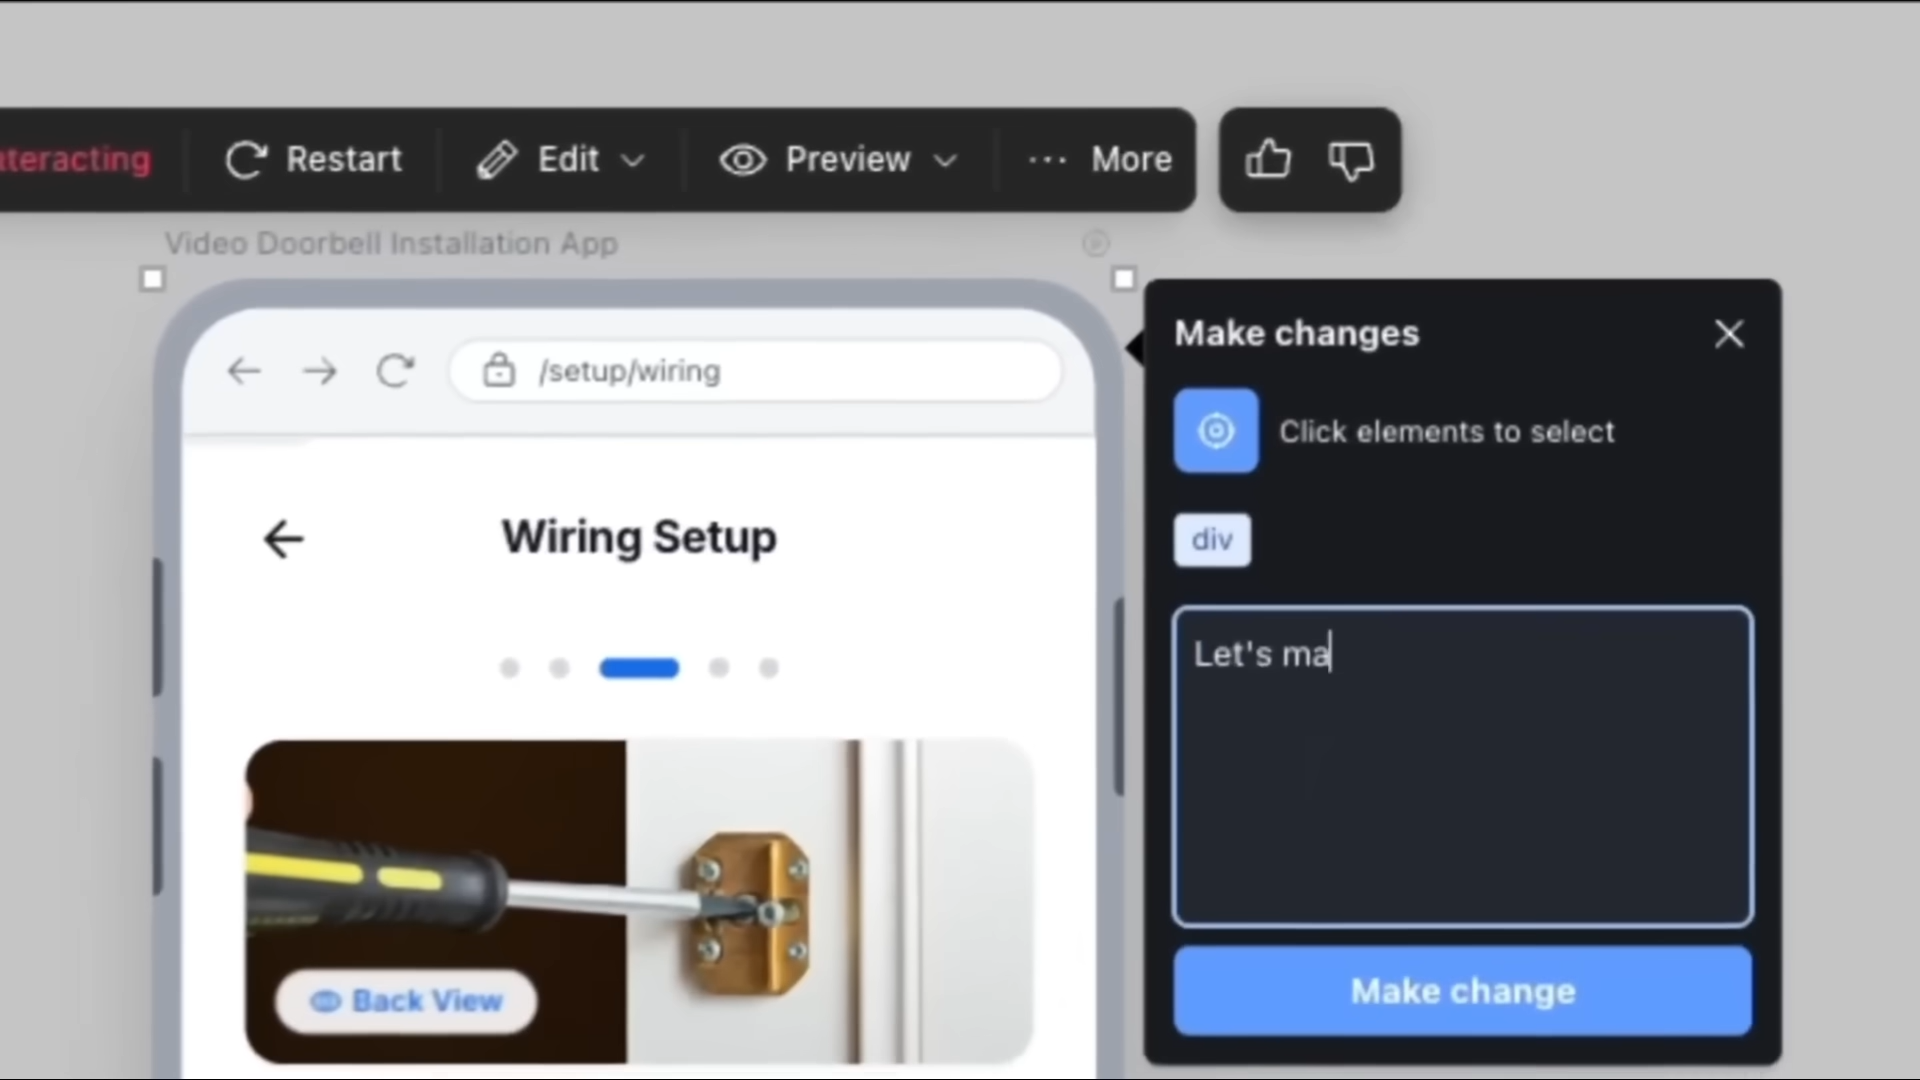 Restart
Edit
Preview
More
Video Doorbell Installation App
/setup/wiring
Wiring Setup
Back View
Make changes
Click elements to select
div
Let's ma
Make change